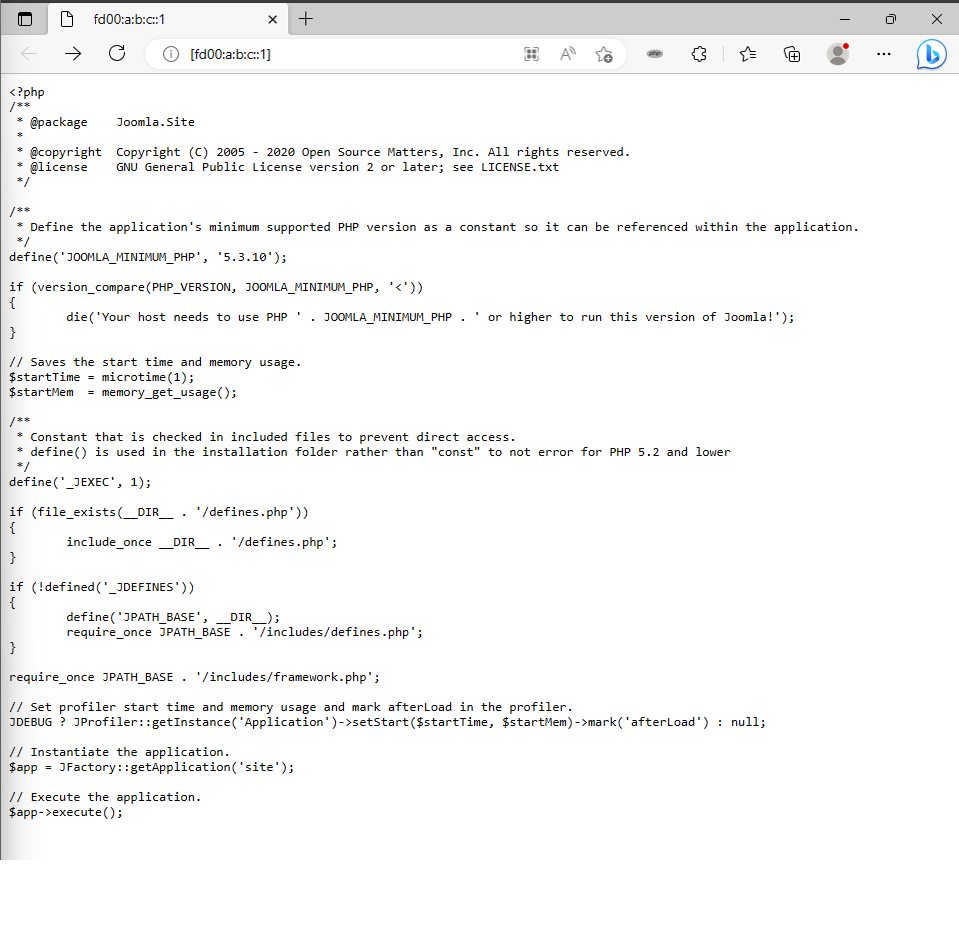 fd00:a:b:c::1
[fd00:a:b:c::1]
php
<?php
/**
 * @package    Joomla.Site
 *
 * @copyright  Copyright (C) 2005 - 2020 Open Source Matters, Inc. All rights reserved.
 * @license    GNU General Public License version 2 or later; see LICENSE.txt
 */

/**
 * Define the application's minimum supported PHP version as a constant so it can be referenced within the application.
 */
define('JOOMLA_MINIMUM_PHP', '5.3.10');

if (version_compare(PHP_VERSION, JOOMLA_MINIMUM_PHP, '<'))
{
        die('Your host needs to use PHP ' . JOOMLA_MINIMUM_PHP . ' or higher to run this version of Joomla!');
}

// Saves the start time and memory usage.
$startTime = microtime(1);
$startMem  = memory_get_usage();

/**
 * Constant that is checked in included files to prevent direct access.
 * define() is used in the installation folder rather than "const" to not error for PHP 5.2 and lower
 */
define('_JEXEC', 1);

if (file_exists(__DIR__ . '/defines.php'))
{
        include_once __DIR__ . '/defines.php';
}

if (!defined('_JDEFINES'))
{
        define('JPATH_BASE', __DIR__);
        require_once JPATH_BASE . '/includes/defines.php';
}

require_once JPATH_BASE . '/includes/framework.php';

// Set profiler start time and memory usage and mark afterLoad in the profiler.
JDEBUG ? JProfiler::getInstance('Application')->setStart($startTime, $startMem)->mark('afterLoad') : null;

// Instantiate the application.
$app = JFactory::getApplication('site');

// Execute the application.
$app->execute();